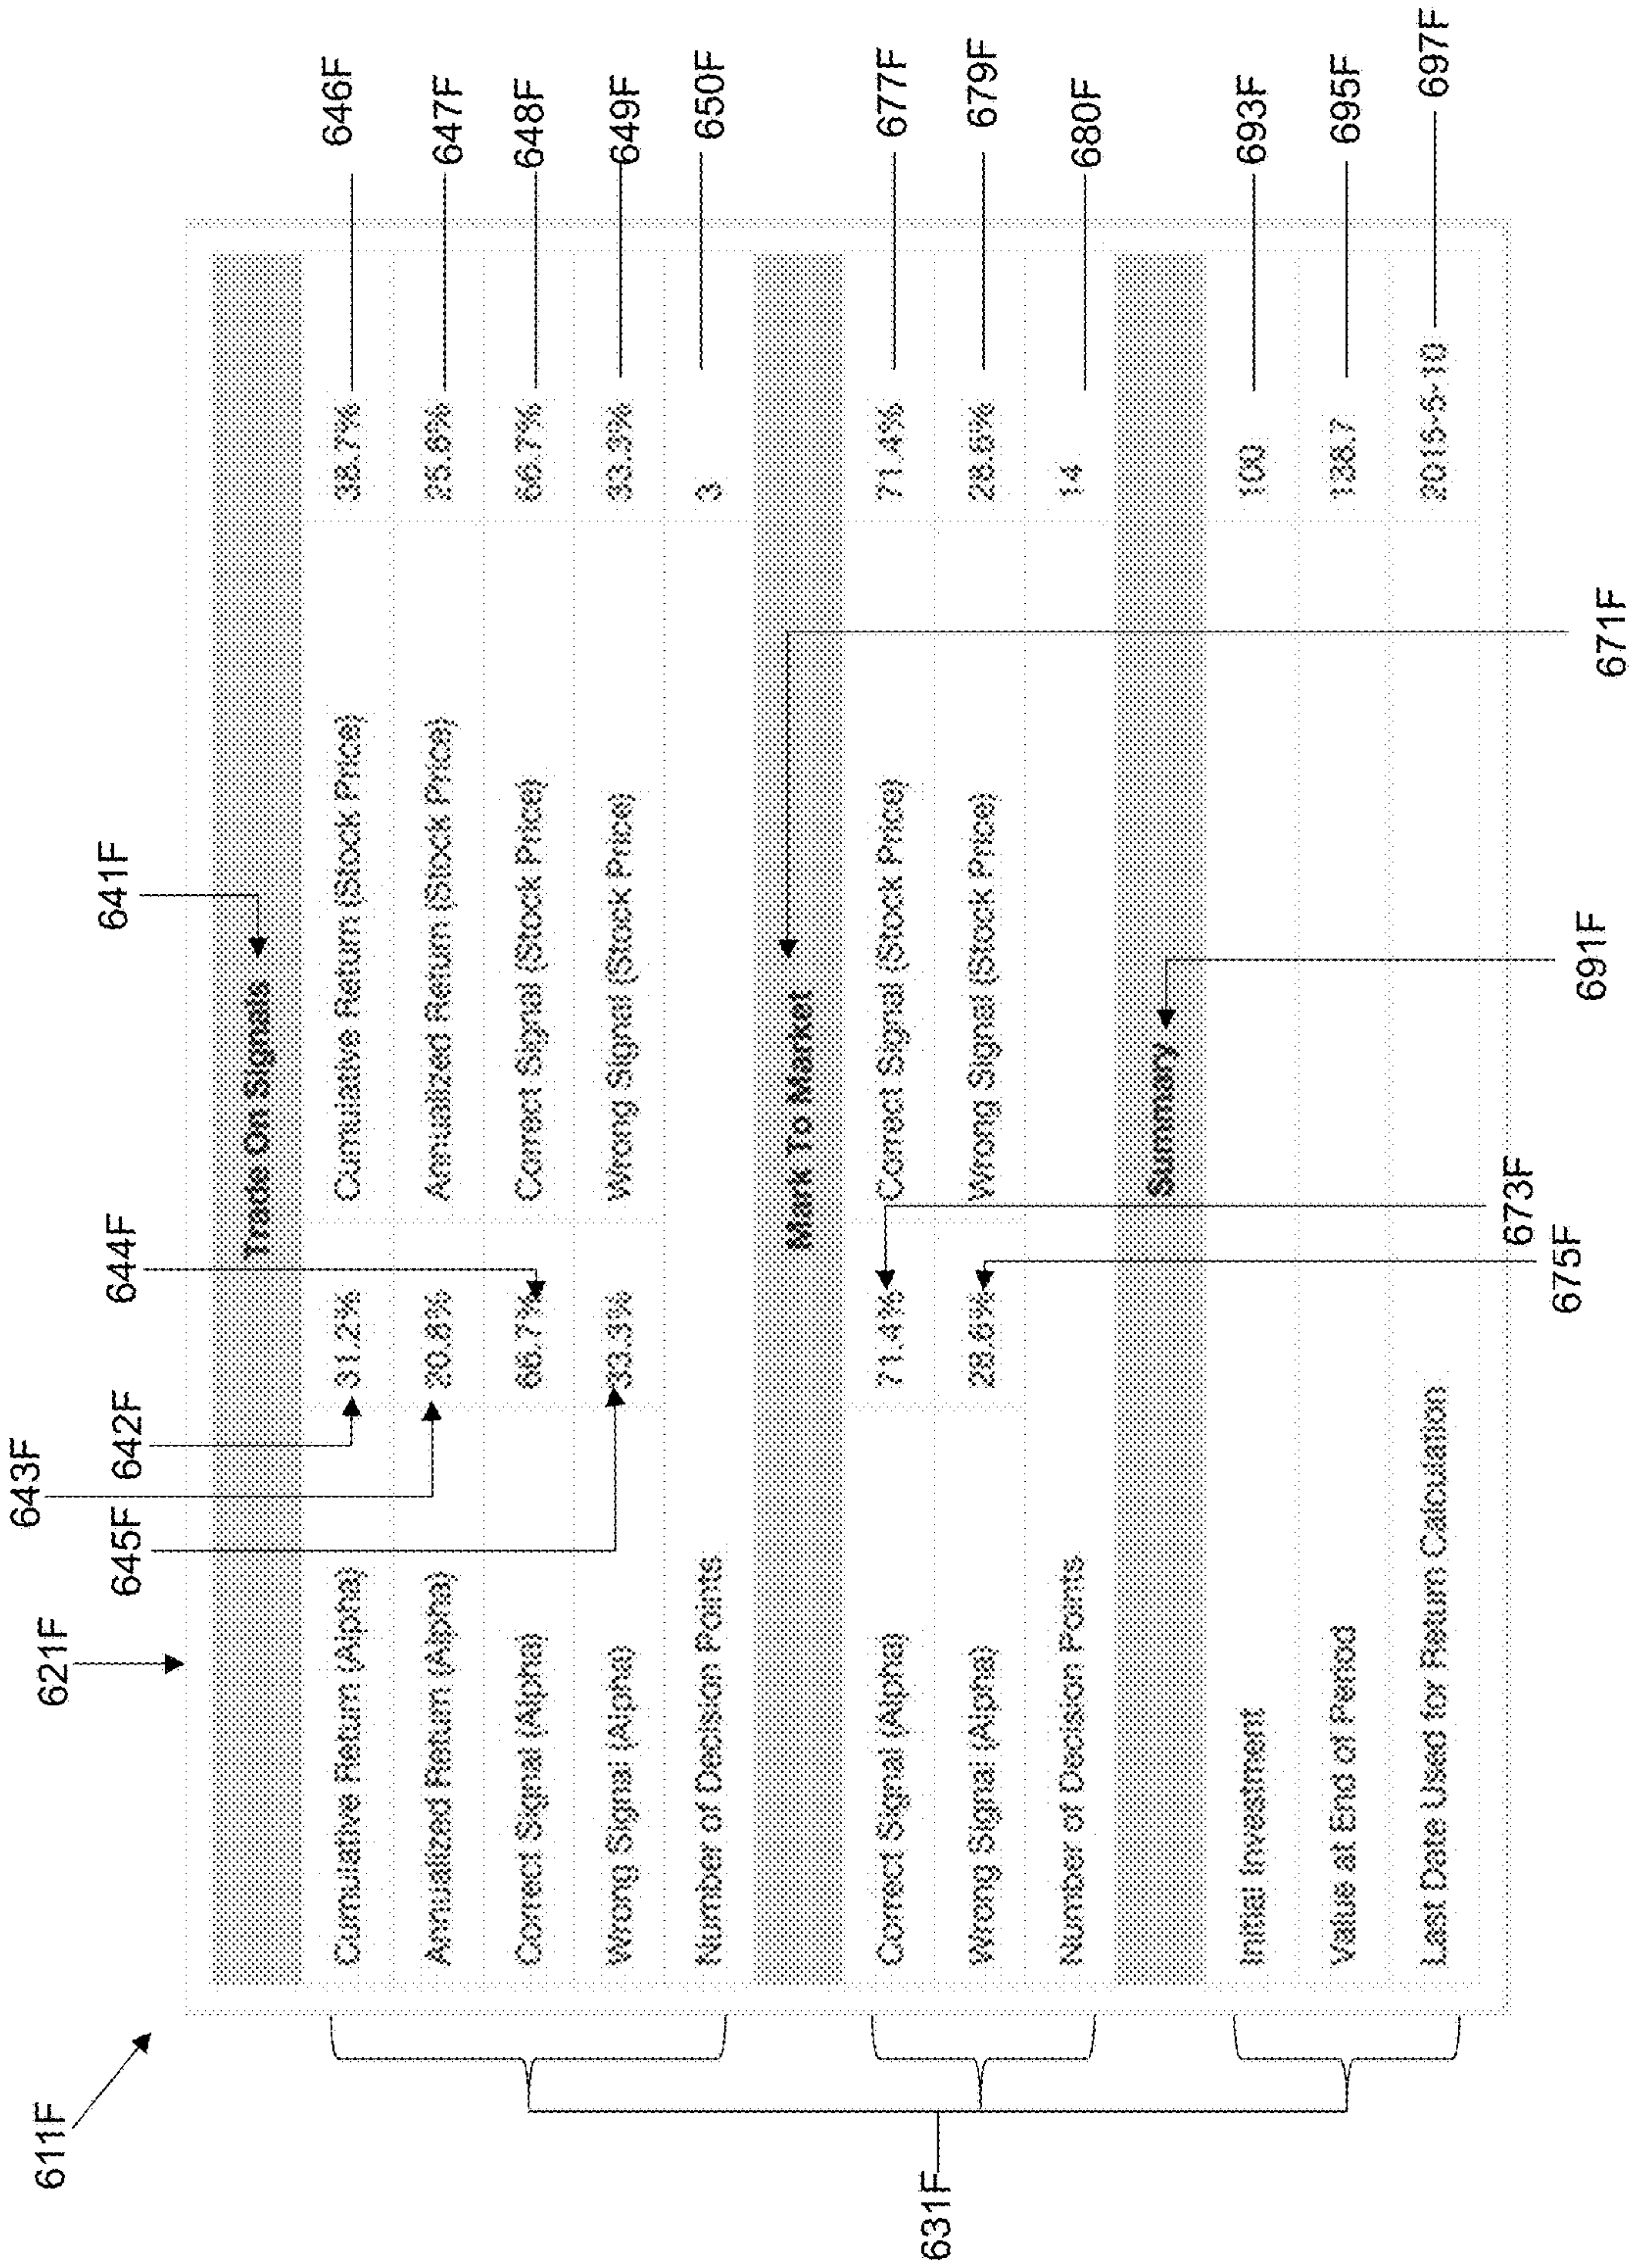 611F
621F
643F
645F
642F
644F
641F
Trade On Signals
Cumulative Return (Alpha) 31.2% Cumulative Return (Stock Price) 38.7% 646F
Annualized Return (Alpha) 20.8% Annualized Return (Stock Price) 25.8% 647F
Correct Signal (Alpha) 66.7% Correct Signal (Stock Price) 66.7% 648F
Wrong Signal (Alpha) 33.3% Wrong Signal (Stock Price) 33.3% 649F
Number of Decision Points 3 650F
631F
Mark To Market
Correct Signal (Alpha) 71.4% Correct Signal (Stock Price) 71.4% 677F
Wrong Signal (Alpha) 28.6% Wrong Signal (Stock Price) 28.6% 679F
Number of Decision Points 14 680F
Summary
Initial Investment 100 693F
Value at End of Period 138.7 695F
Last Date Used for Return Calculation 697F
673F
675F
691F
671F